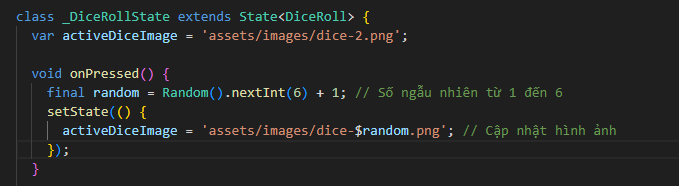 class _DiceRollState extends State<DiceRoll> {
  var activeDiceImage = 'assets/images/dice-2.png';

  void onPressed() {
    final random = Random().nextInt(6) + 1; // Số ngẫu nhiên từ 1 đến 6
    setState(() {
      activeDiceImage = 'assets/images/dice-$random.png'; // Cập nhật hình ảnh
    });
  }